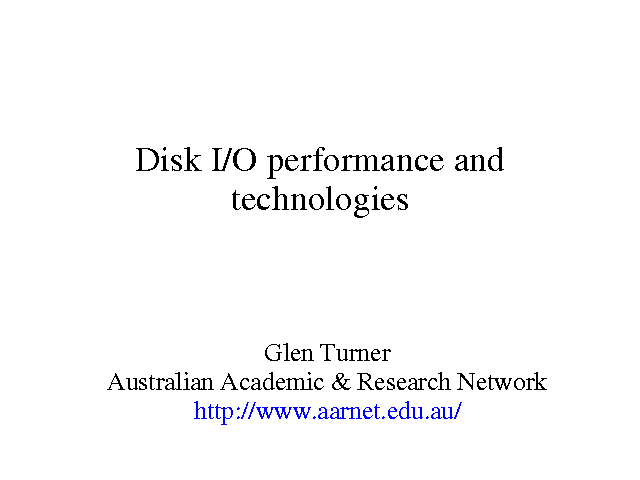 Disk I/O performance and
technologies
Glen Turner
Australian Academic & Research Network
http://www.aarnet.edu.au/